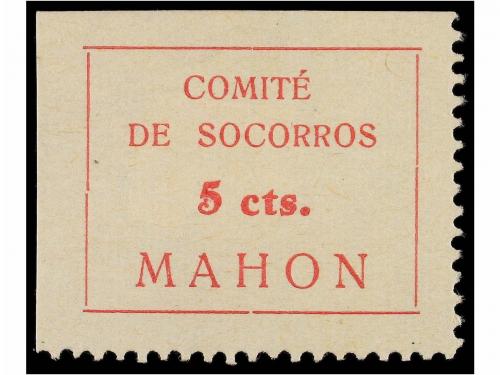 COMITÉ
DE SOCORROS
5 cts.
MAHON